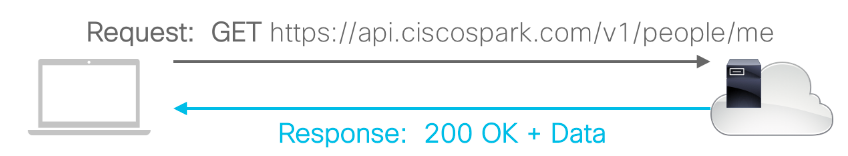 Request: GET https://api.ciscospark.com/v1/people/me
Response: 200 OK + Data